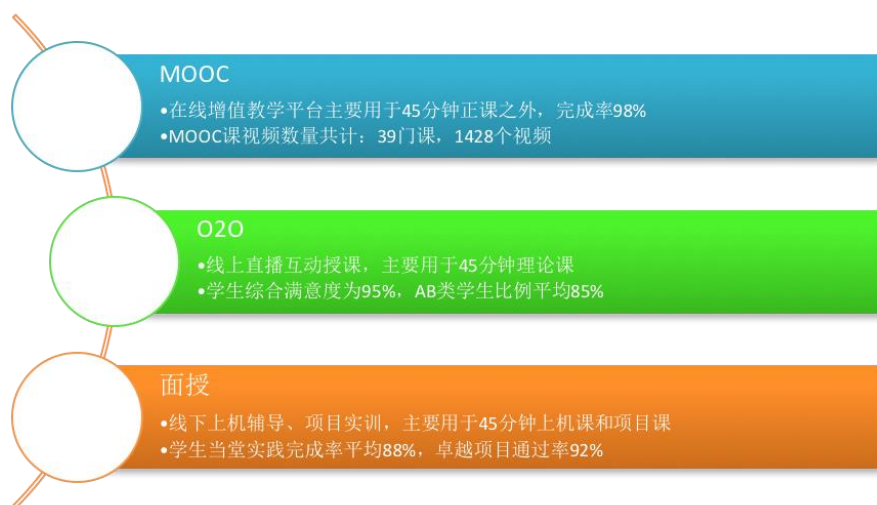 MOOC
•在线增值教学平台主要用于45分钟正课之外，完成率98%
•MOOC课视频数量共计：39门课，1428个视频
O2O
•线上直播互动授课，主要用于45分钟理论课
•学生综合满意度为95%，AB类学生比例平均85%
面授
•线下上机辅导、项目实训，主要用于45分钟上机课和项目课
•学生当堂实践完成率平均88%，卓越项目通过率92%